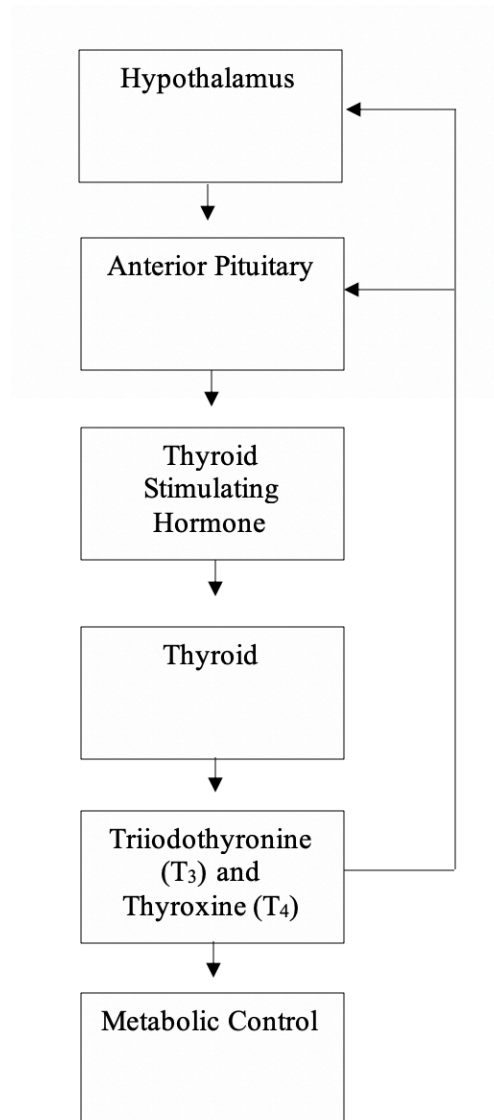 Hypothalamus
Anterior Pituitary
Thyroid
Stimulating
Hormone
Thyroid
Triiodothyronine
(T₃) and
Thyroxine (T₄)
Metabolic Control